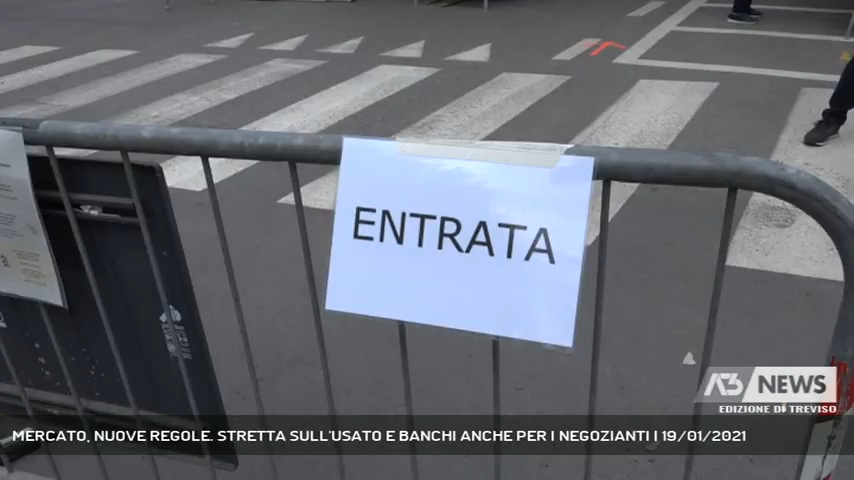 ENTRATA
A3 NEWS
EDIZIONE DI TREVISO
MERCATO, NUOVE REGOLE. STRETTA SULL'USATO E BANCHI ANCHE PER I NEGOZIANTI | 19/01/2021